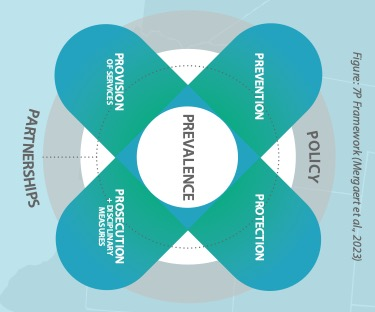 Figure: 7P Framework (Mergaert et al., 2023)
POLICY
PREVENTION
PROTECTION
PREVALENCE
PROVISION
OF SERVICES
PROSECUTION
+ DISCIPLINARY
MEASURES
PARTNERSHIPS